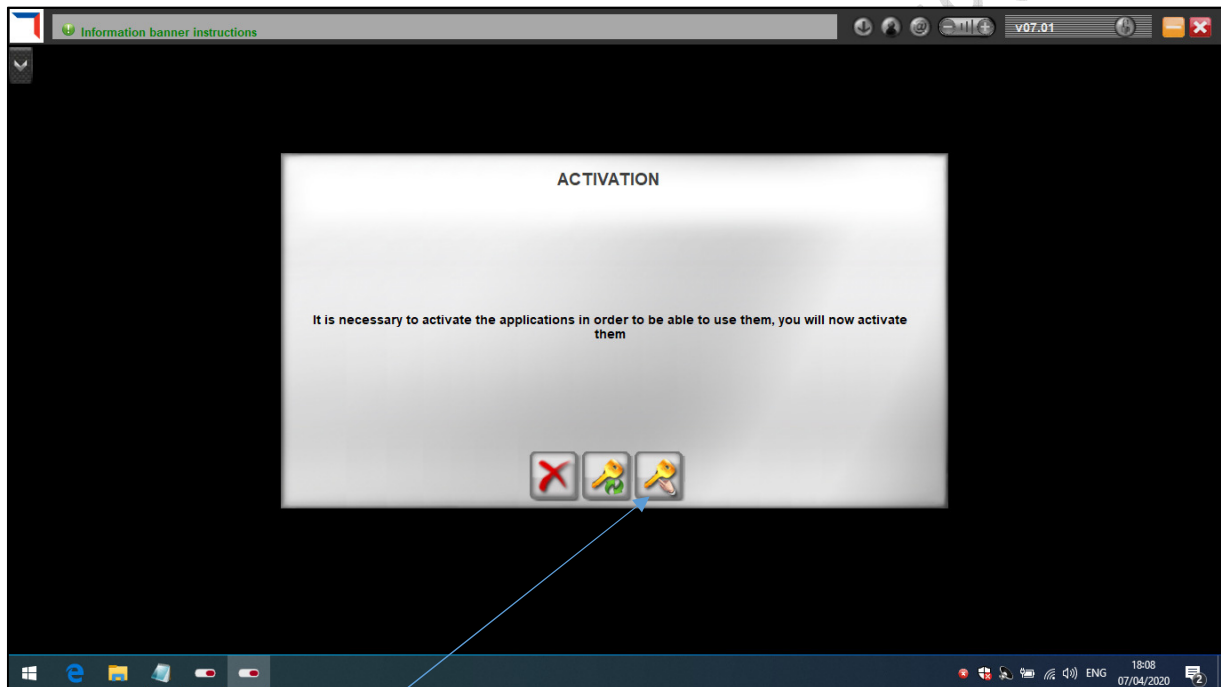 Information banner instructions
v07.01
ACTIVATION
It is necessary to activate the applications in order to be able to use them, you will now activate
them
ENG
18:08
07/04/2020
2